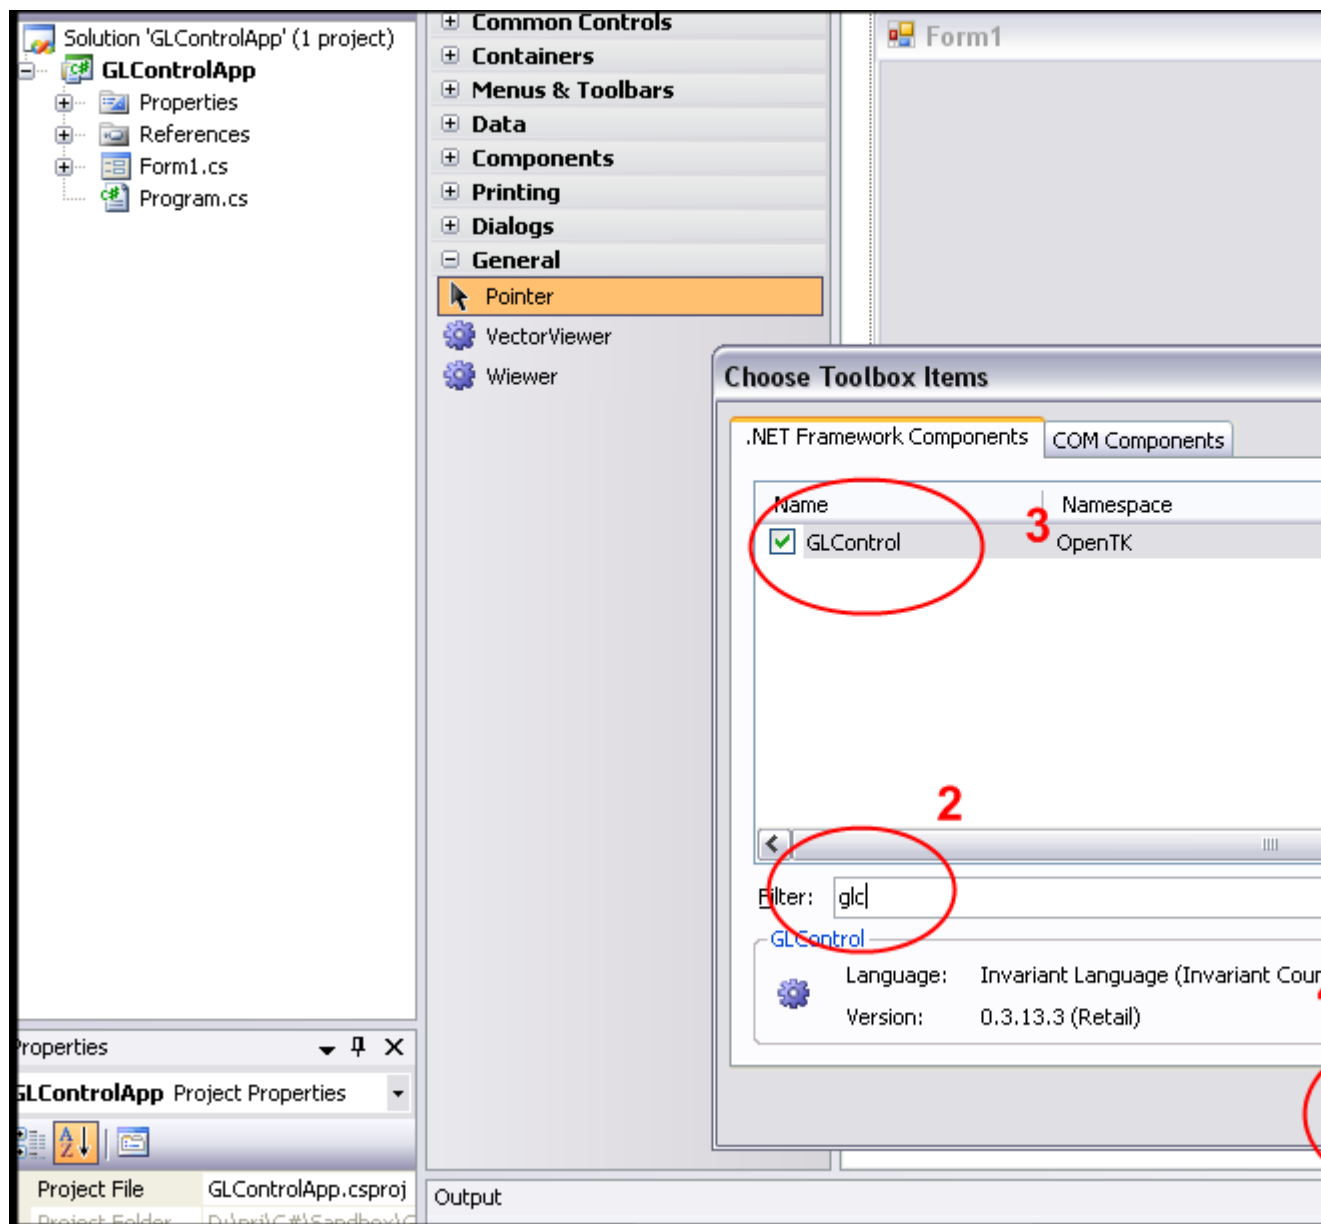 Solution 'GLControlApp' (1 project)
GLControlApp
Properties
References
Form1.cs
Program.cs
Common Controls
Containers
Menus & Toolbars
Data
Components
Printing
Dialogs
General
Pointer
VectorViewer
Wiewer
Form1
Choose Toolbox Items
.NET Framework Components
COM Components
Name
Namespace
3
GLControl
OpenTK
2
Filter: glc
GLControl
Language: Invariant Language (Invariant Coun
Version: 0.3.13.3 (Retail)
Properties
GLControlApp Project Properties
Project File GLControlApp.csproj
Project Folder
Output